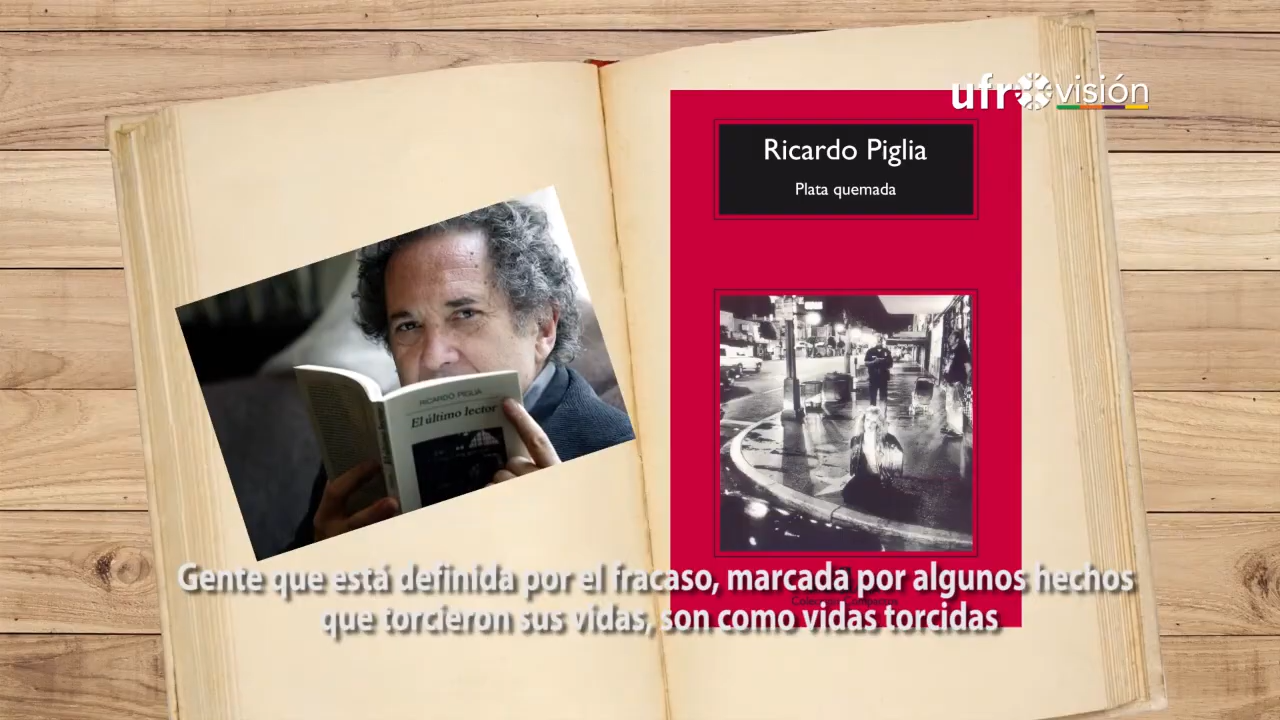 ufrovisión
Ricardo Piglia
Plata quemada
RICARDO PIGLIA
El último lector
Gente que está definida por el fracaso, marcada por algunos hechos
que torcieron sus vidas, son como vidas torcidas